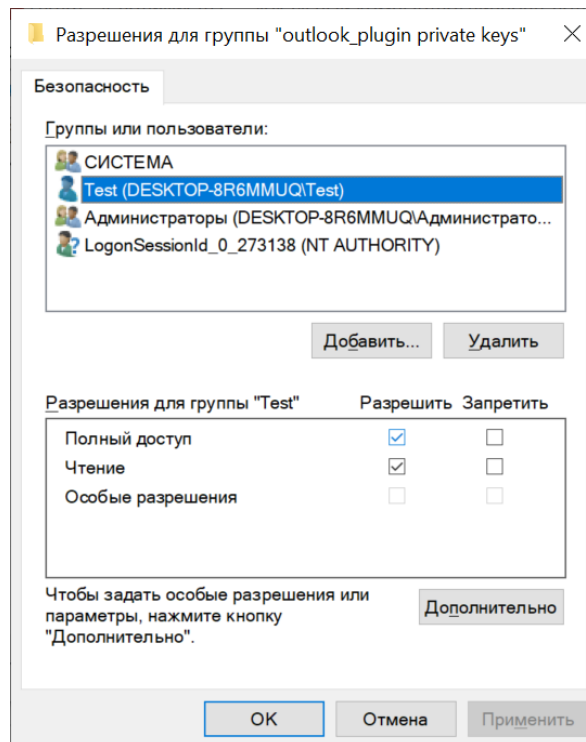 Разрешения для группы "outlook_plugin private keys"
Безопасность
Группы или пользователи:
СИСТЕМА
Test (DESKTOP-8R6MMUQ\Test)
Администраторы (DESKTOP-8R6MMUQ\Администрато...
LogonSessionId_0_273138 (NT AUTHORITY)
Добавить... Удалить
Разрешения для группы "Test" Разрешить Запретить
Полный доступ
Чтение
Особые разрешения
Чтобы задать особые разрешения или
параметры, нажмите кнопку
"Дополнительно".
Дополнительно
ОК Отмена Применить